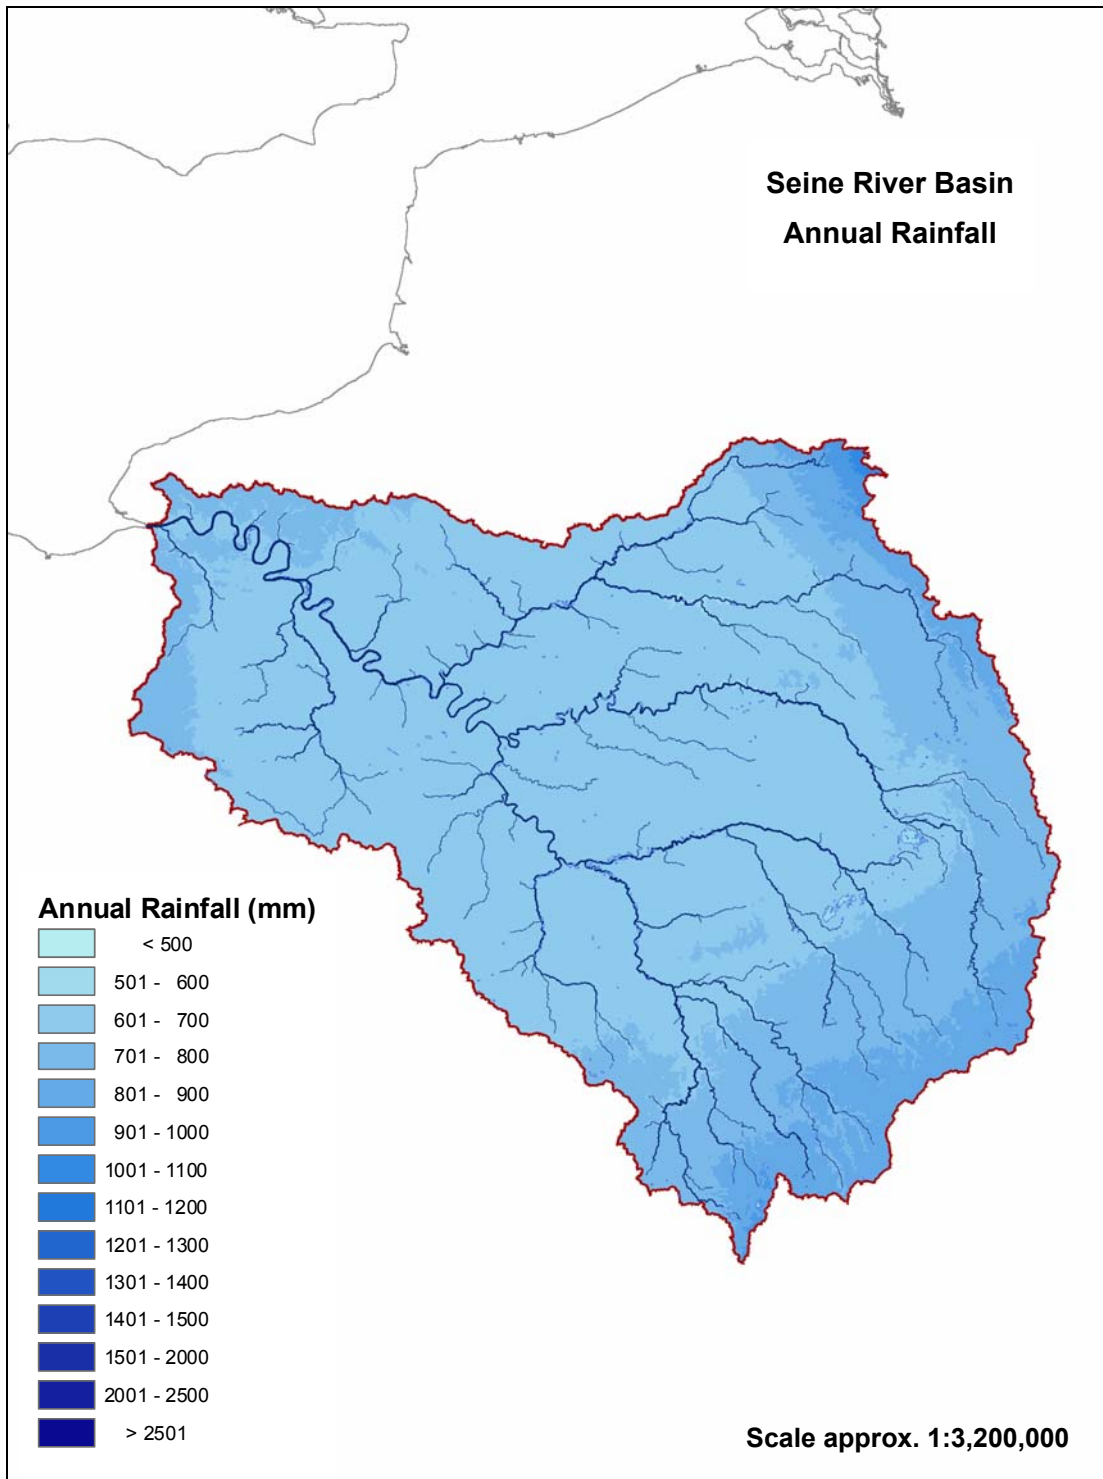 Seine River Basin
Annual Rainfall
Annual Rainfall (mm)
< 500
501 - 600
601 - 700
701 - 800
801 - 900
901 - 1000
1001 - 1100
1101 - 1200
1201 - 1300
1301 - 1400
1401 - 1500
1501 - 2000
2001 - 2500
> 2501
Scale approx. 1:3,200,000